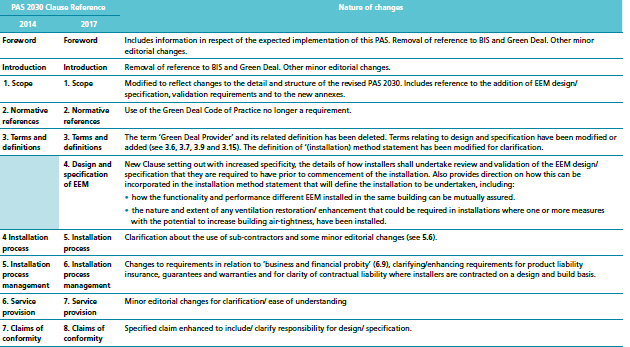 PAS 2030 Clause Reference
Nature of changes
2014
2017
Foreword
Foreword
Includes information in respect of the expected implementation of this PAS. Removal of reference to BIS and Green Deal. Other minor
editorial changes.
Introduction
Introduction
Removal of reference to BIS and Green Deal. Other minor editorial changes.
1. Scope
1. Scope
Modified to reflect changes to the detail and structure of the revised PAS 2030. Includes reference to the addition of EEM design/
specification, validation requirements and to the new annexes.
2. Normative
references
2. Normative
references
Use of the Green Deal Code of Practice no longer a requirement.
3. Terms and
definitions
3. Terms and
definitions
The term ‘Green Deal Provider’ and its related definition has been deleted. Terms relating to design and specification have been modified or
added (see 3.6, 3.7, 3.9 and 3.15). The definition of ‘(installation) method statement has been modified for clarification.
4. Design and
specification
of EEM
New Clause setting out with increased specificity, the details of how installers shall undertake review and validation of the EEM design/
specification that they are required to have prior to commencement of the installation. Also provides direction on how this can be
incorporated in the installation method statement that will define the installation to be undertaken, including:
• how the functionality and performance different EEM installed in the same building can be mutually assured.
• the nature and extent of any ventilation restoration/ enhancement that could be required in installations where one or more measures
with the potential to increase building air-tightness, have been installed.
4 Installation
process
5. Installation
process
Clarification about the use of sub-contractors and some minor editorial changes (see 5.6).
5. Installation
process
management
6. Installation
process
management
Changes to requirements in relation to ‘business and financial probity’ (6.9), clarifying/enhancing requirements for product liability
insurance, guarantees and warranties and for clarity of contractual liability where installers are contracted on a design and build basis.
6. Service
provision
7. Service
provision
Minor editorial changes for clarification/ ease of understanding
7. Claims of
conformity
8. Claims of
conformity
Specified claim enhanced to include/ clarify responsibility for design/ specification.